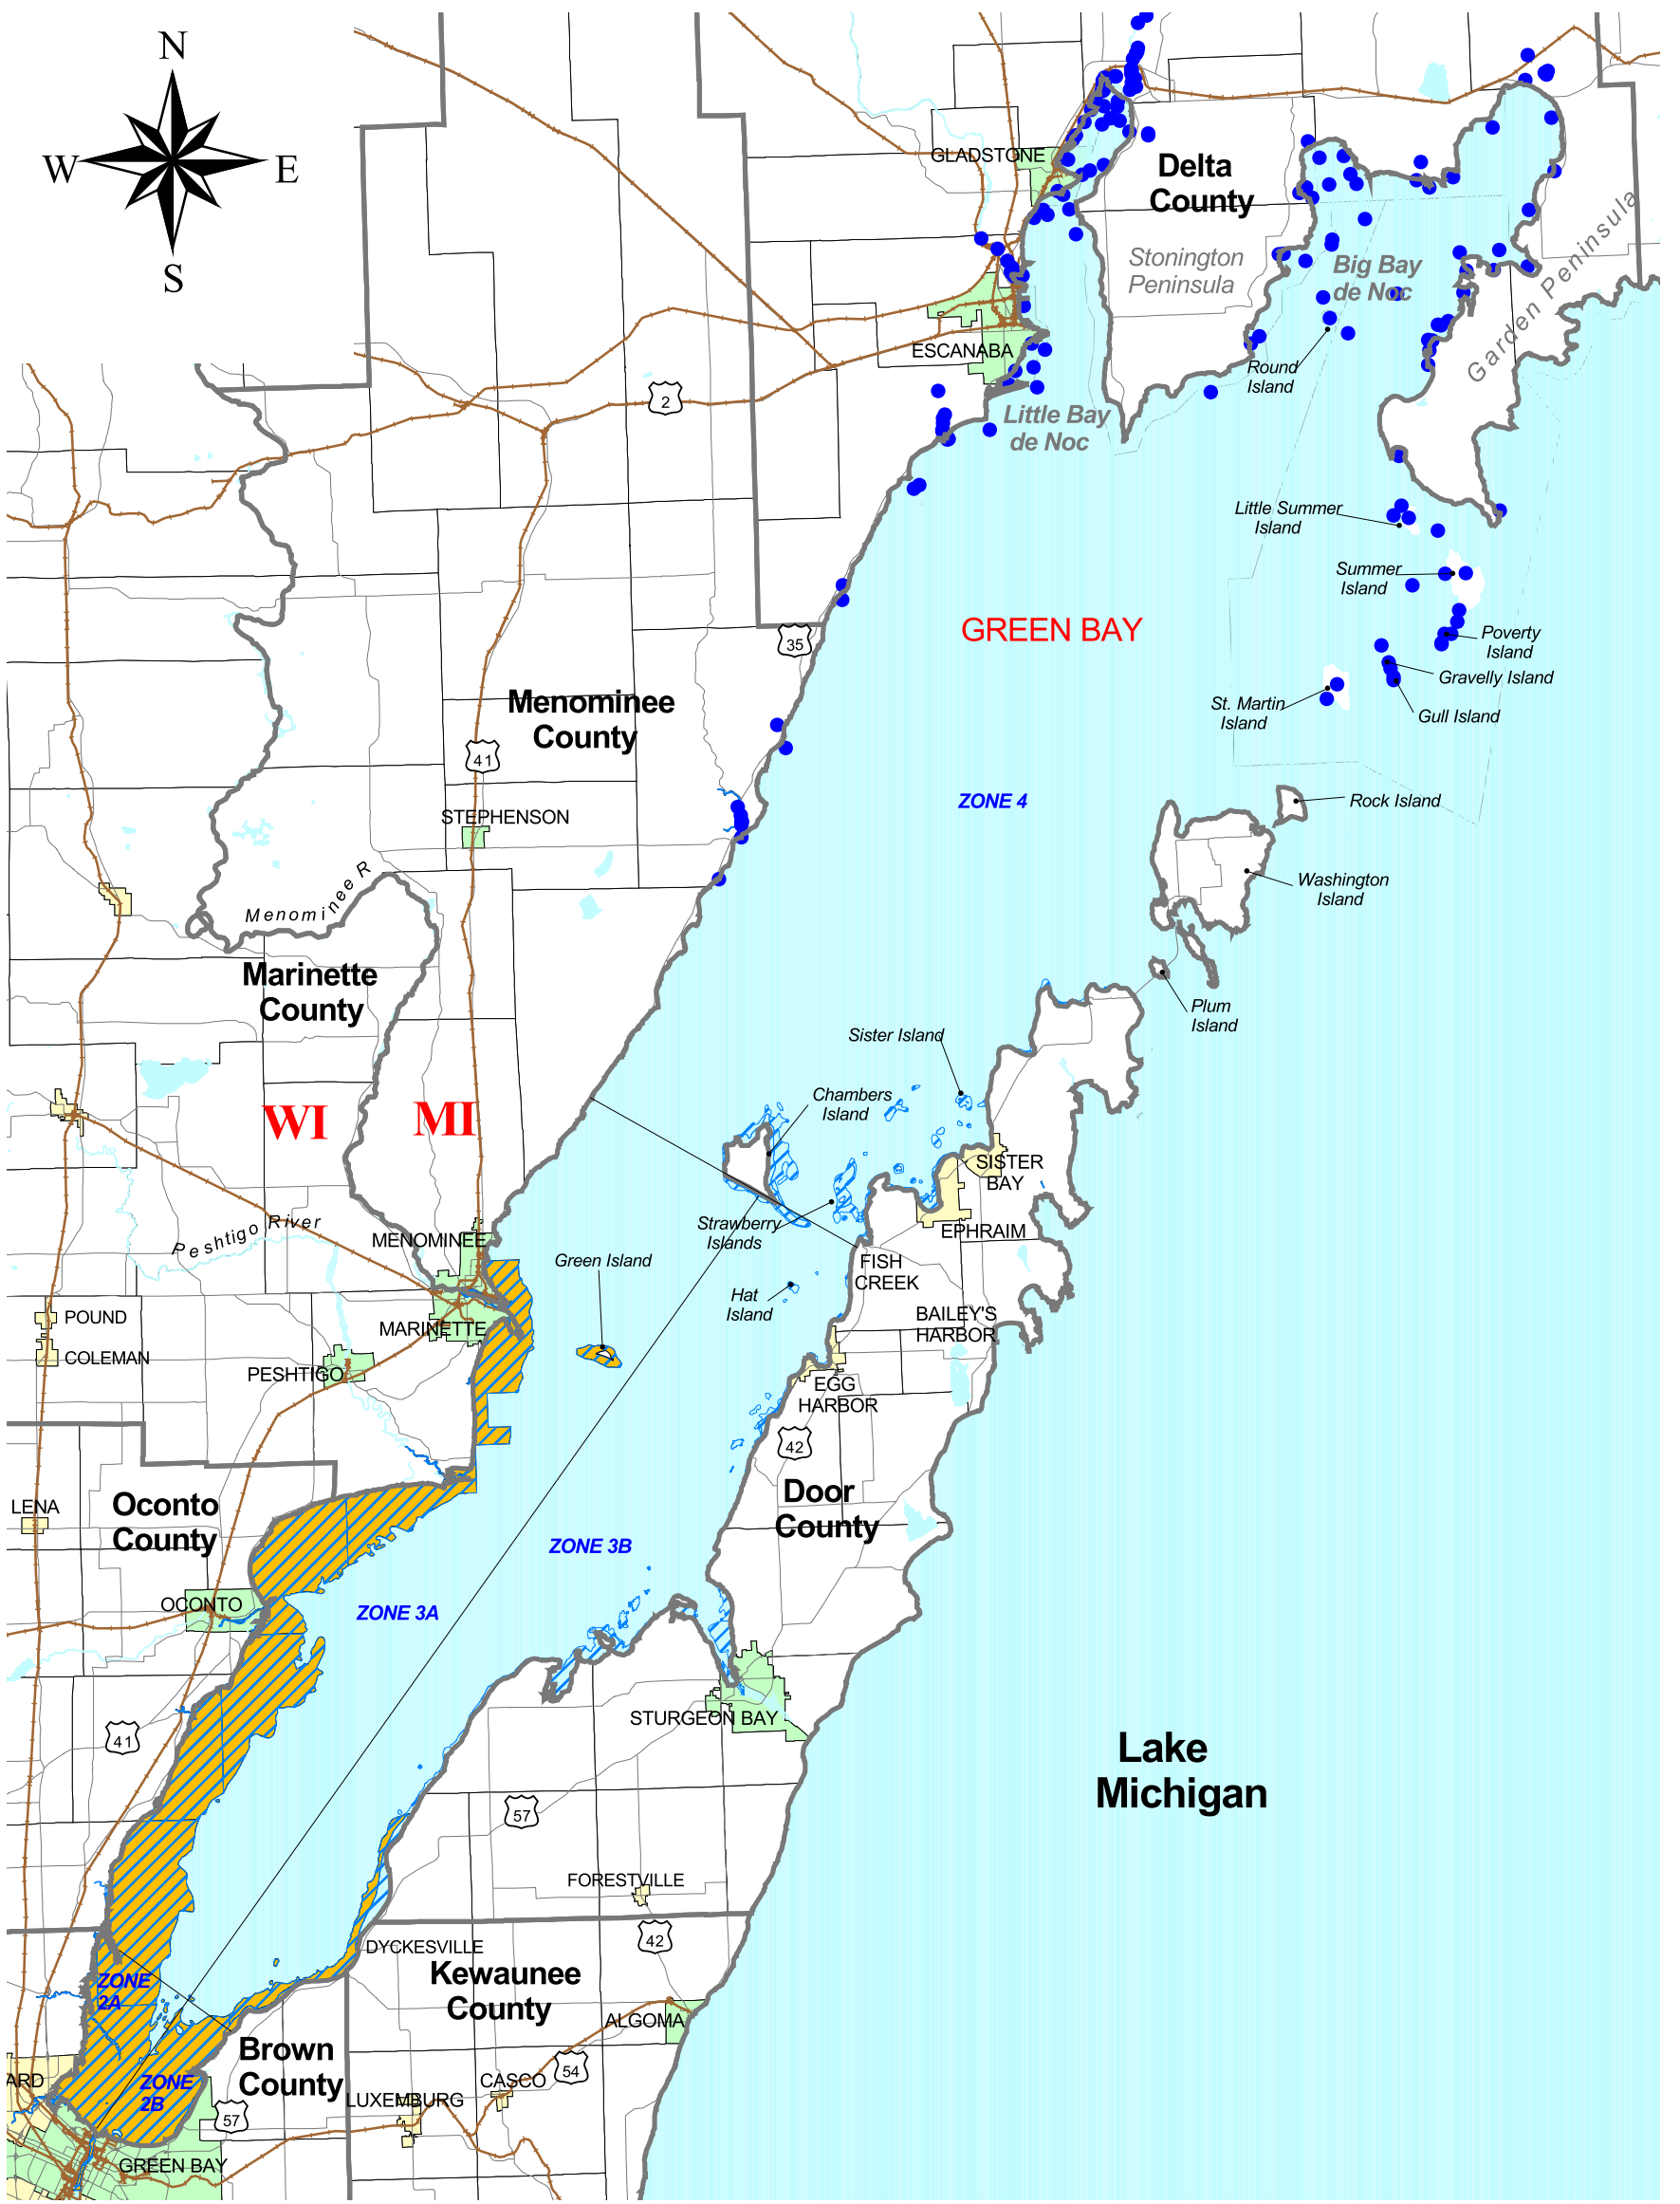 N
W
E
S
GLADSTONE
Delta
County
Stonington
Peninsula
Big Bay
de Noc
Garden Peninsula
ESCANABA
Round
Island
2
Little Bay
de Noc
Little Summer
Island
Summer
Island
35
GREEN BAY
Poverty
Island
Gravelly Island
St. Martin
Island
Gull Island
Menominee
County
41
STEPHENSON
ZONE 4
Rock Island
Menominee R
Washington
Island
Marinette
County
Plum
Island
Sister Island
Chambers
Island
WI
MI
SISTER
BAY
Peshtigo River
Strawberry
Islands
MENOMINEE
EPHRAIM
Green Island
FISH
CREEK
Hat
Island
POUND
MARINETTE
BAILEY'S
HARBOR
COLEMAN
PESHTIGO
EGG
HARBOR
42
LENA
Oconto
County
Door
County
ZONE 3B
OCONTO
ZONE 3A
STURGEON BAY
41
Lake
Michigan
57
FORESTVILLE
42
DYCKESVILLE
Kewaunee
County
ZONE
2A
ALGOMA
Brown
County
54
ARD
ZONE
2B
CASCO
LUXEMBURG
57
GREEN BAY